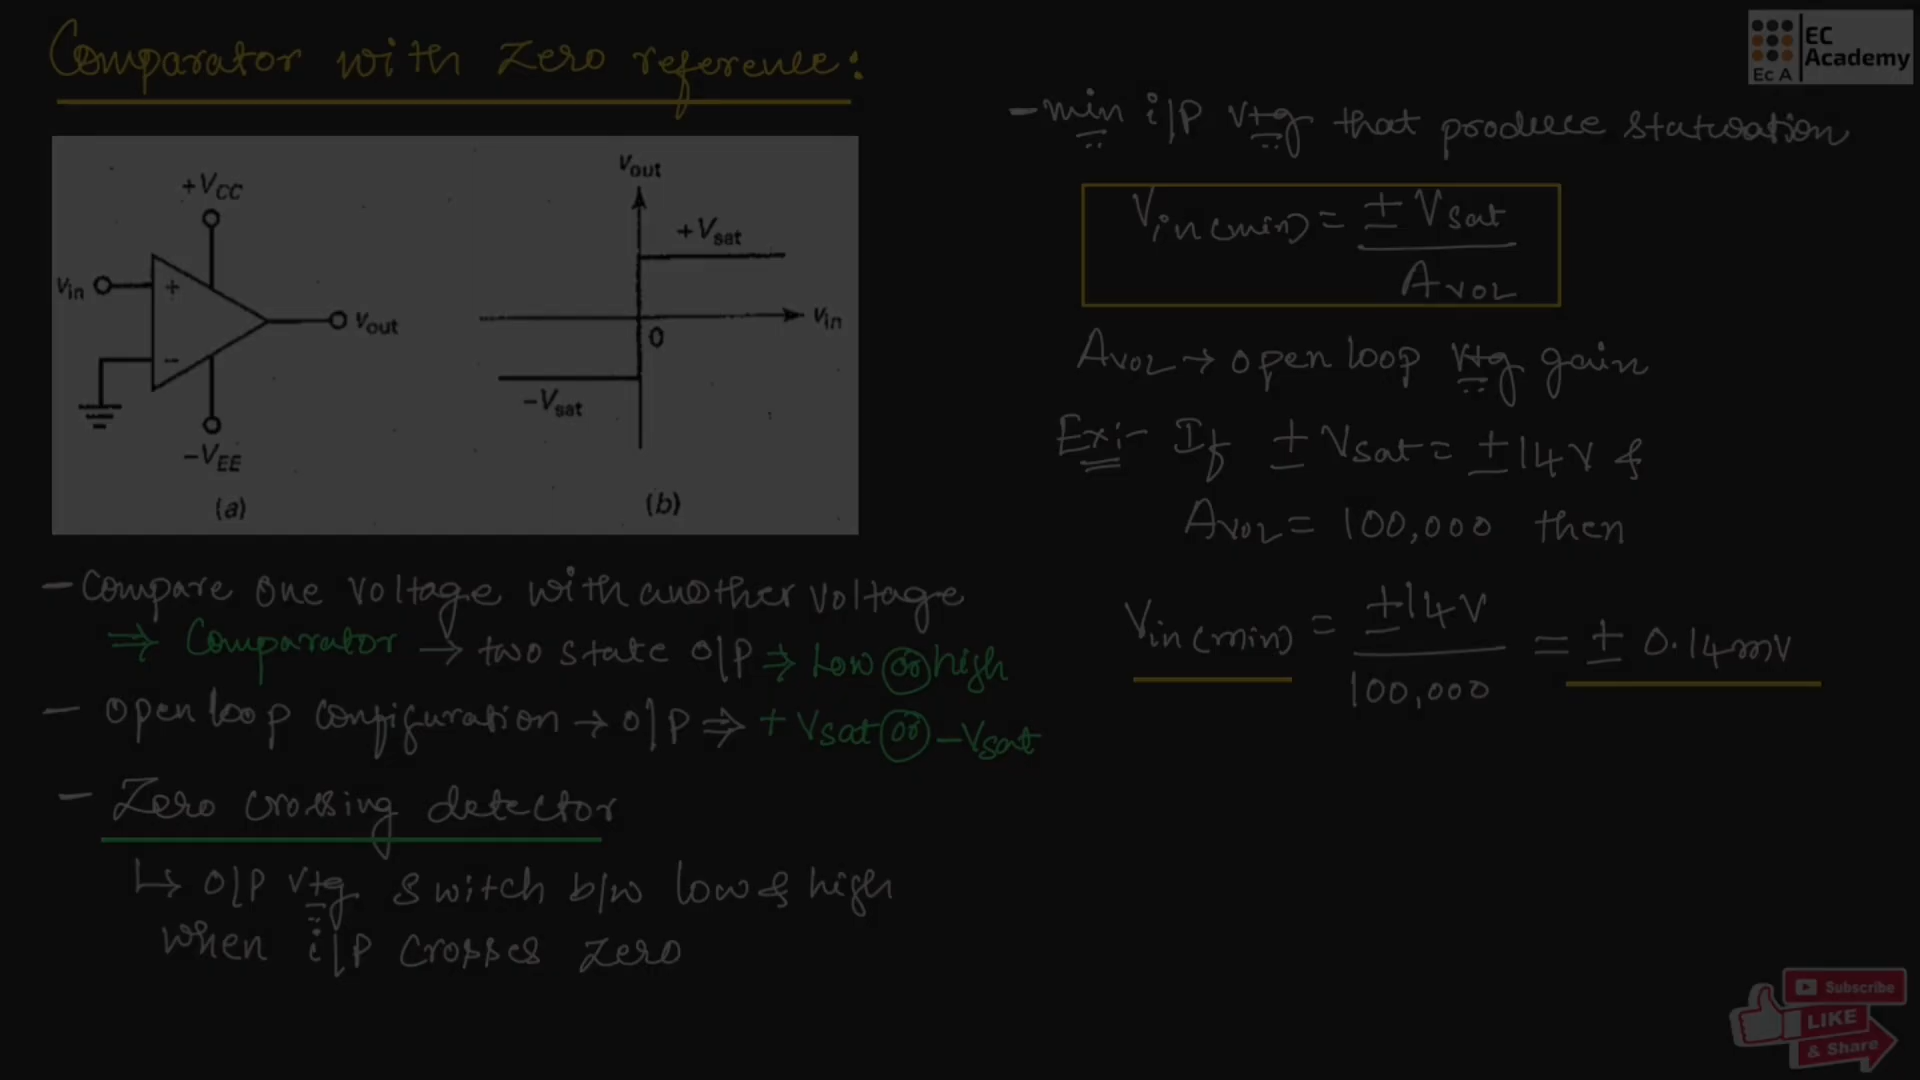 Comparator with Zero reference:
EC
Academy
Ec A
+VCC
vin
+
−
vout
−VEE
(a)
vout
+Vsat
vin
0
−Vsat
(b)
- Compare one voltage with another voltage
⇒ Comparator → two state O/P ⇒ Low or high
- open loop configuration → o/p ⇒ + Vsat or -Vsat
- Zero crossing detector
↳ O/P Vtg switch b/w low & high
when i/p crosses zero
- min i/p Vtg that produce staturation
Vin(min) = ± Vsat
AVOL
AVOL → open loop Vtg gain
Ex:- If ± Vsat = ±14V &
AVOL = 100,000 then
Vin(min) = ±14V = ± 0.14mV
100,000
Subscribe
LIKE
& Share